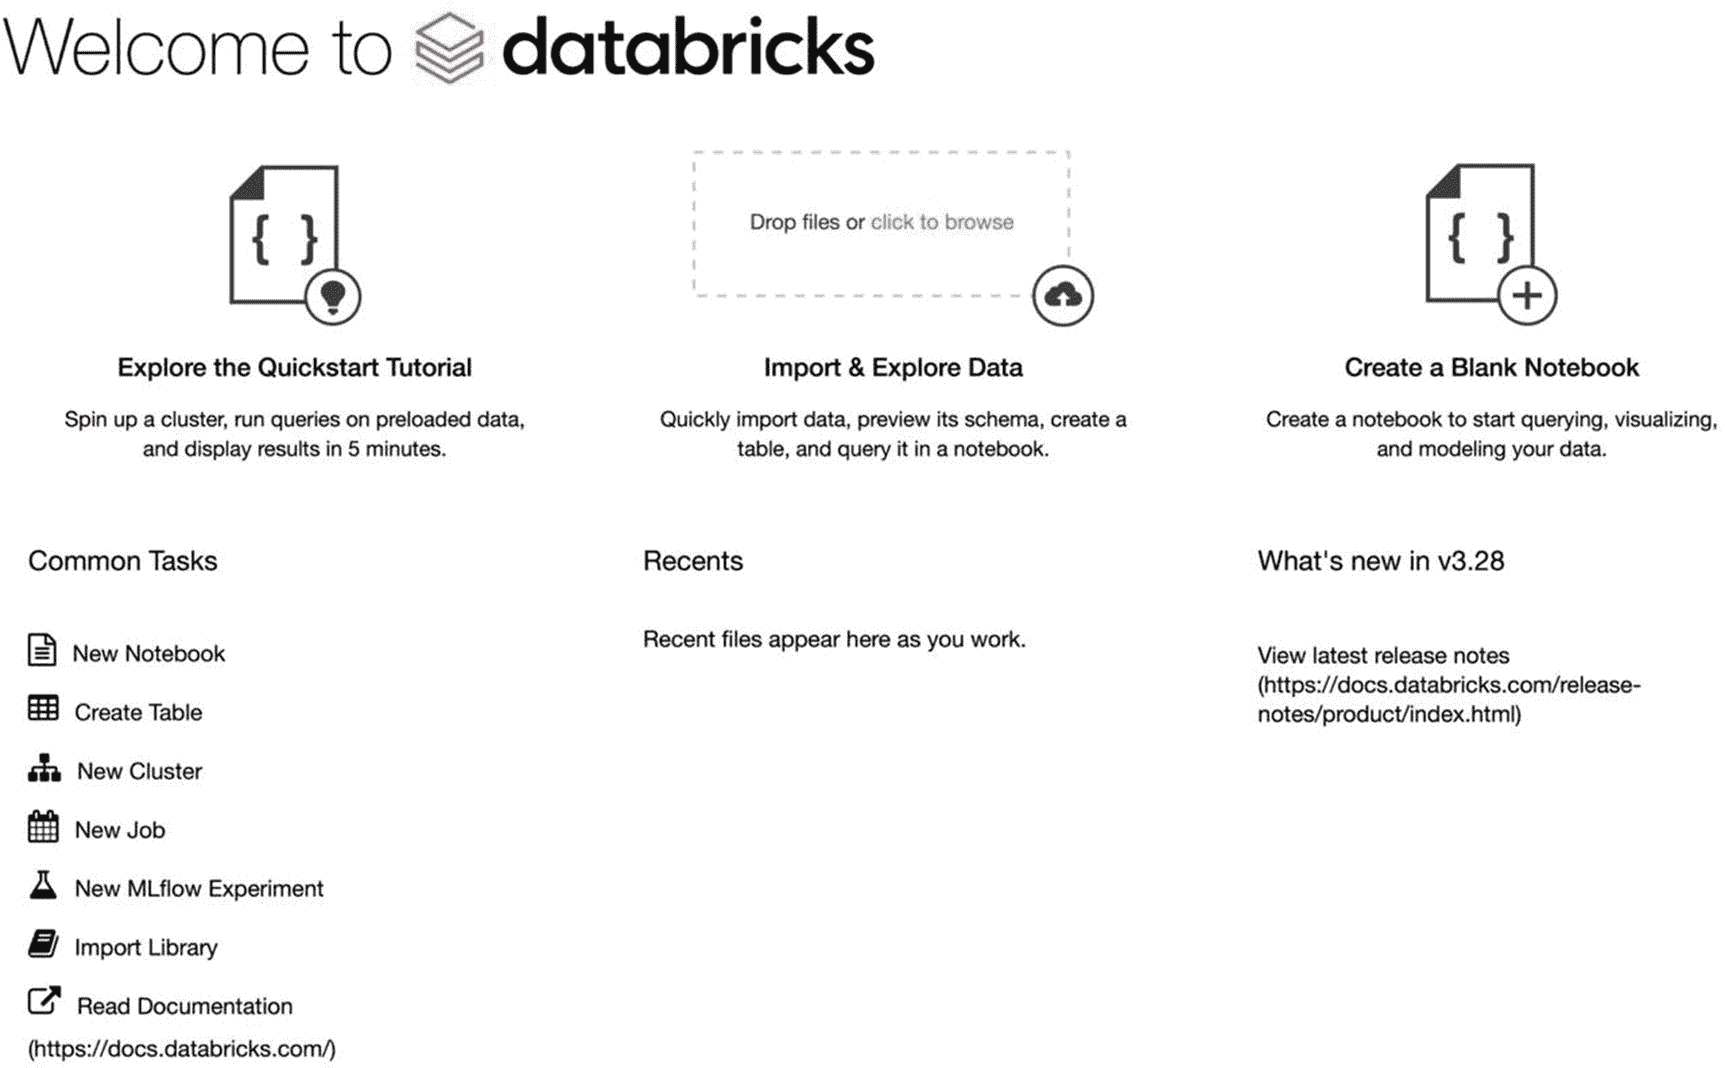 Welcome to databricks
Drop files or click to browse
Explore the Quickstart Tutorial
Spin up a cluster, run queries on preloaded data,
and display results in 5 minutes.
Import & Explore Data
Quickly import data, preview its schema, create a
table, and query it in a notebook.
Create a Blank Notebook
Create a notebook to start querying, visualizing,
and modeling your data.
Common Tasks
New Notebook
Create Table
New Cluster
New Job
New MLflow Experiment
Import Library
Read Documentation
(https://docs.databricks.com/)
Recents
Recent files appear here as you work.
What's new in v3.28
View latest release notes
(https://docs.databricks.com/release-
notes/product/index.html)